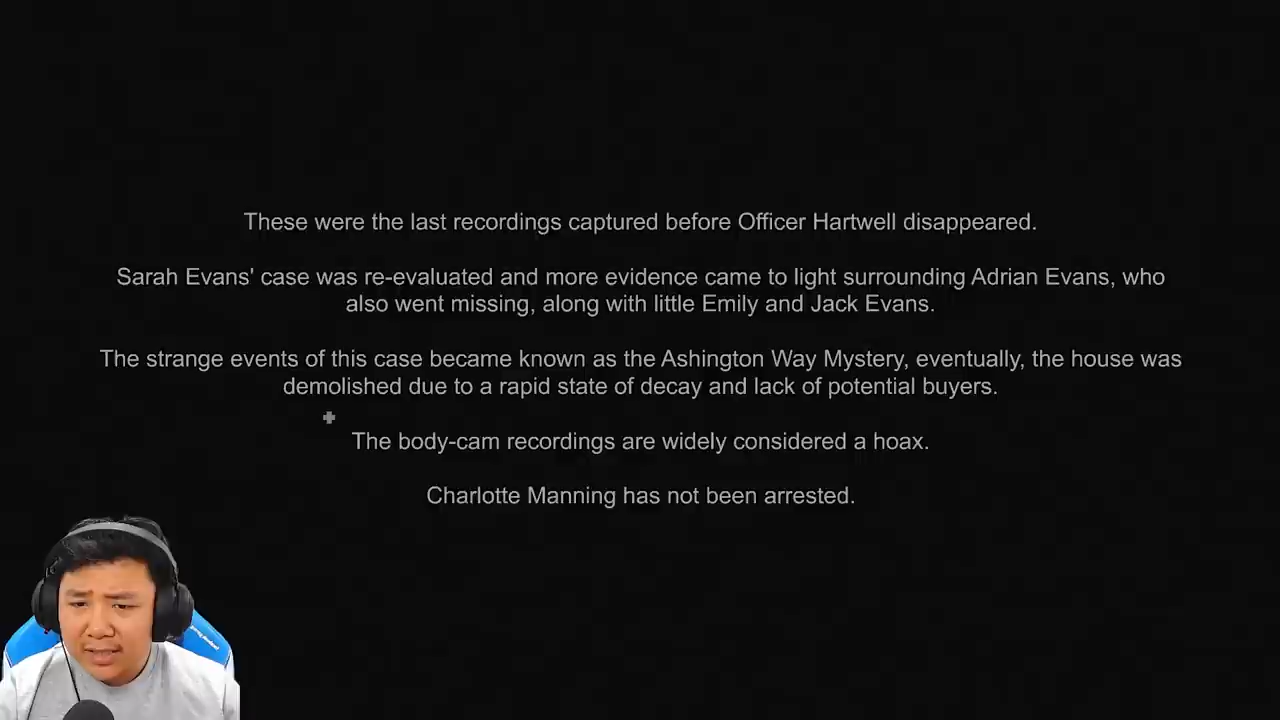 These were the last recordings captured before Officer Hartwell disappeared.
Sarah Evans' case was re-evaluated and more evidence came to light surrounding Adrian Evans, who
also went missing, along with little Emily and Jack Evans.
The strange events of this case became known as the Ashington Way Mystery, eventually, the house was
demolished due to a rapid state of decay and lack of potential buyers.
The body-cam recordings are widely considered a hoax.
Charlotte Manning has not been arrested.